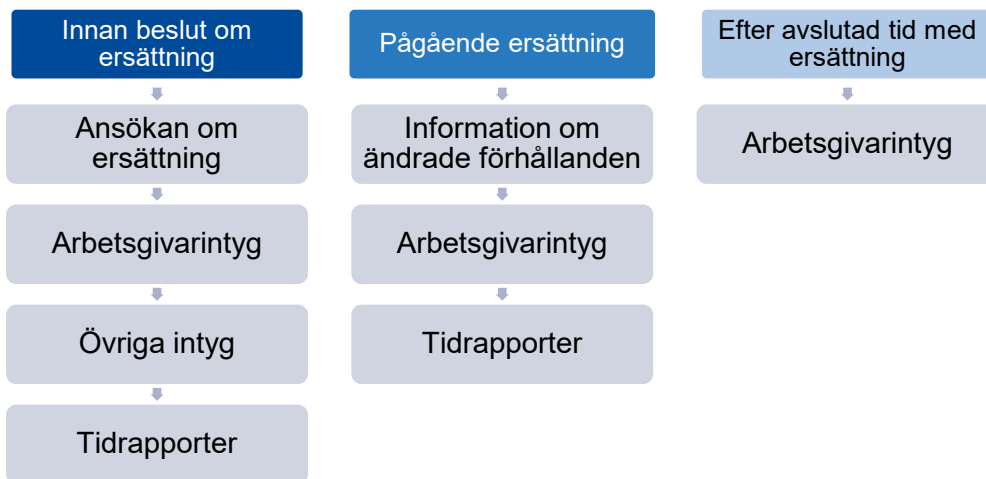 Innan beslut om
ersättning
Ansökan om
ersättning
Arbetsgivarintyg
Övriga intyg
Tidrapporter
Pågående ersättning
Information om
ändrade förhållanden
Arbetsgivarintyg
Tidrapporter
Efter avslutad tid med
ersättning
Arbetsgivarintyg